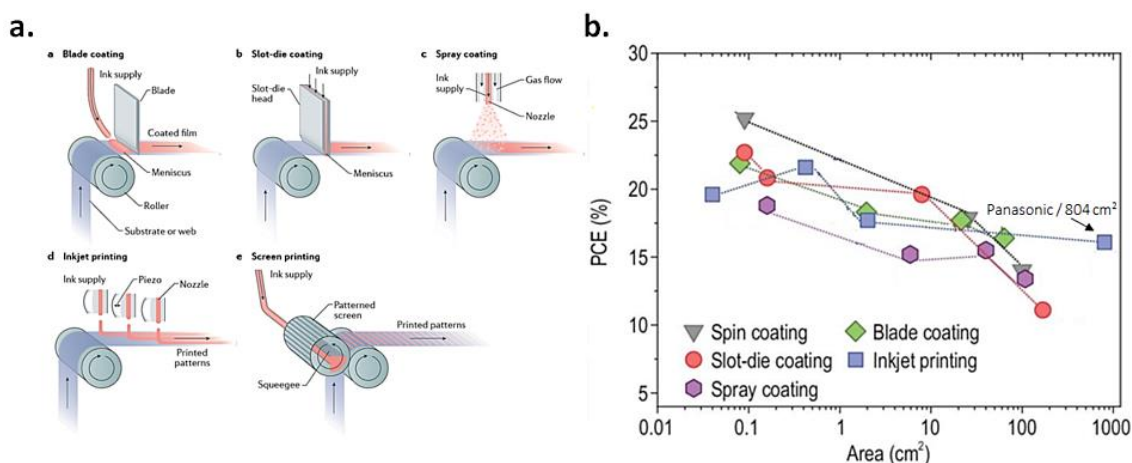 a.
a Blade coating
Ink supply
Blade
Coated film
Meniscus
Roller
Substrate or web
b Slot-die coating
Ink supply
Slot-die
head
Meniscus
c Spray coating
Ink
supply
Gas flow
Nozzle
d Inkjet printing
Ink supply
Piezo
Nozzle
Printed
patterns
e Screen printing
Ink supply
Patterned
screen
Printed patterns
Squeegee
b.
PCE (%)
30
25
20
15
10
5
Panasonic / 804 cm²
Spin coating
Slot-die coating
Spray coating
Blade coating
Inkjet printing
0.01 0.1 1 10 100 1000
Area (cm²)